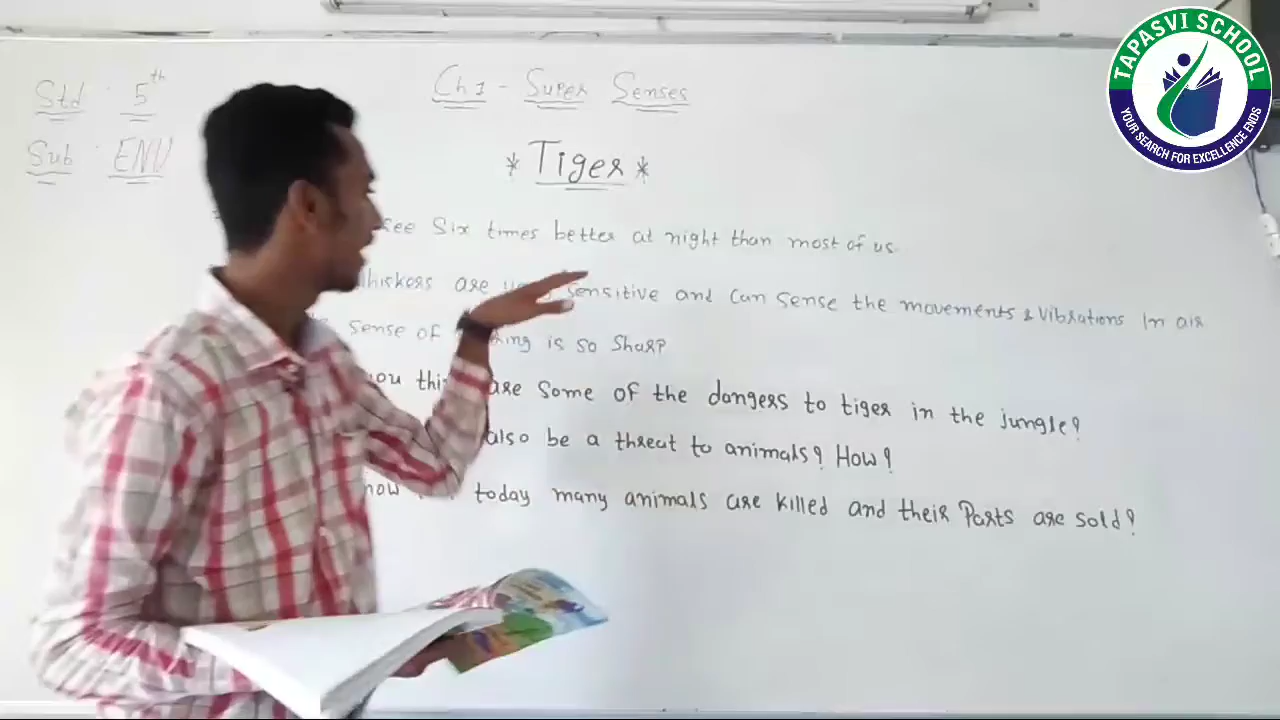 Std : 5th
Sub : ENV
Ch 1 - Super Senses
* Tiger *
see Six times better at night than most of us.
are sensitive and Can Sense the movements & Vibrations In air
Sense of is so Sharp
you are Some of the dangers to tiger in the jungle?
also be a threat to animals? How?
today many animals are killed and their Parts are sold?
TAPASVI SCHOOL
YOUR SEARCH FOR EXCELLENCE ENDS